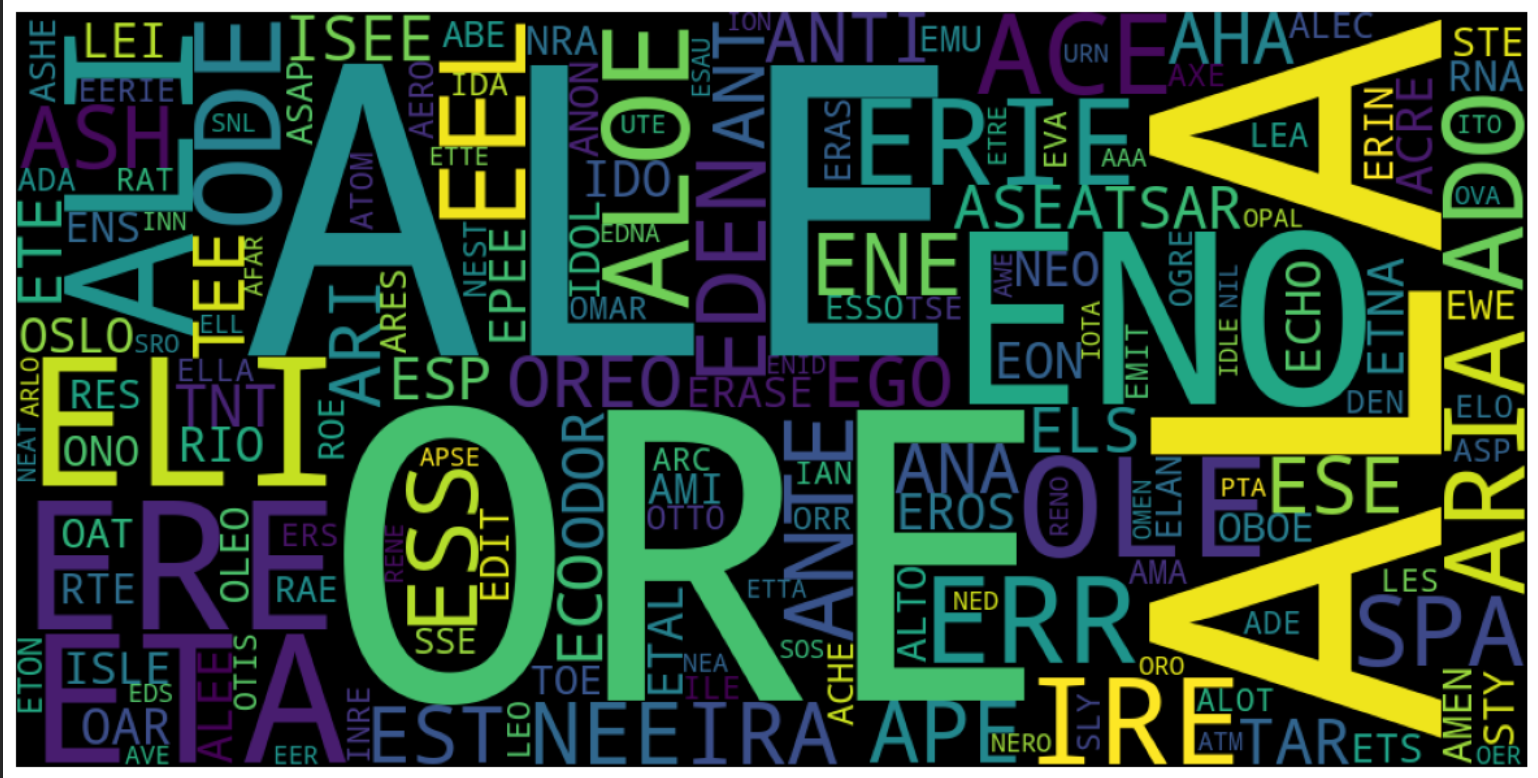 ASHE
LEI
EERIE
ALI
ODE
SNL
ISEE
ASAP
AERO
ABE
IDA
EEL
ETTE
NRA
ANON
ALOE
ESAU
UTE
ION
ANT
ANTI
EMU
ACE
URN
AHA
AXE
ALEC
STE
RNA
ASH
ADA
RAT
ETE
ENS
INN
TEE
AFAR
ATOM
ALE
IDO
IDOL
EDNA
EDEN
ERAS
ERIE
ETRE
EVA
AAA
LEA
ERIN
ACRE
ADO
ITO
OVA
ALA
ASEA
TSAR
OPAL
NEST
EPEE
OMAR
ENE
ESSO
TSE
ENO
AWE
NEO
OGRE
NIL
ECHO
ETNA
EWE
OSLO
SRO
ELL
ARI
ARES
EON
IOTA
EMIT
IDLE
DEN
ARIA
ELO
ASP
ARLO
NEAT
ELI
RES
ONO
ELLA
TNT
RIO
ROE
ESP
OREO
ERASE
ENID
EGO
ELS
ORE
APSE
ESS
RENE
EDIT
SSE
ODOR
ECO
ARC
AMI
OTTO
ANTE
IAN
ORR
ANA
EROS
OLE
RENO
OMEN
ELAN
PTA
OBOE
ESE
ERE
OAT
RTE
OLEO
ERS
RAE
ETTA
ALTO
ERR
NED
AMA
ADE
LES
SPA
ETON
ETA
ISLE
EDS
OAR
AVE
ALEE
OTIS
EER
INRE
EST
LEO
TOE
NEE
ETAL
NEA
ILE
IRA
SOS
ACHE
APE
NERO
IRE
ORO
SLY
ALOT
ATM
TAR
ETS
AMEN
STY
OER